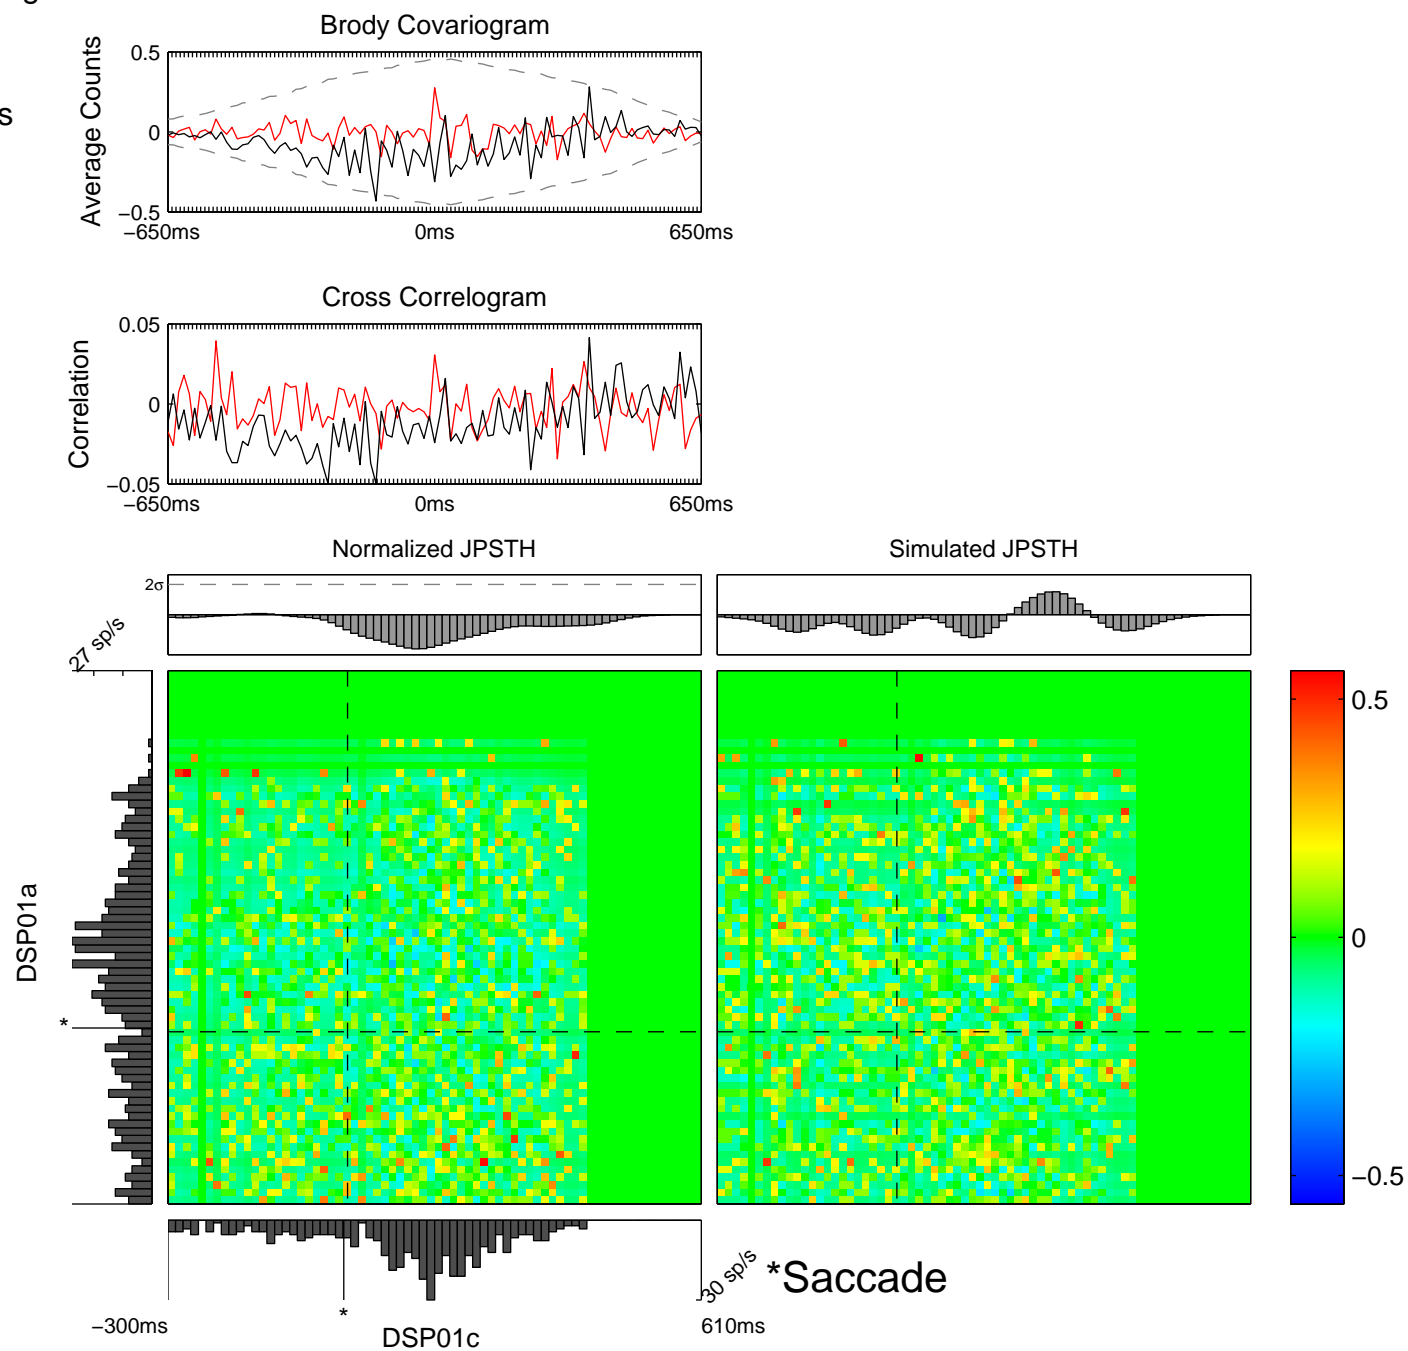 g
Brody Covariogram
s
Average Counts
0.5
0
−0.5
−650ms
0ms
650ms
Cross Correlogram
Correlation
0.05
0
−0.05
−650ms
0ms
650ms
Normalized JPSTH
Simulated JPSTH
2σ
27 sp/s
DSP01a
*
0.5
0
−0.5
30 sp/s
*Saccade
*
−300ms
DSP01c
610ms